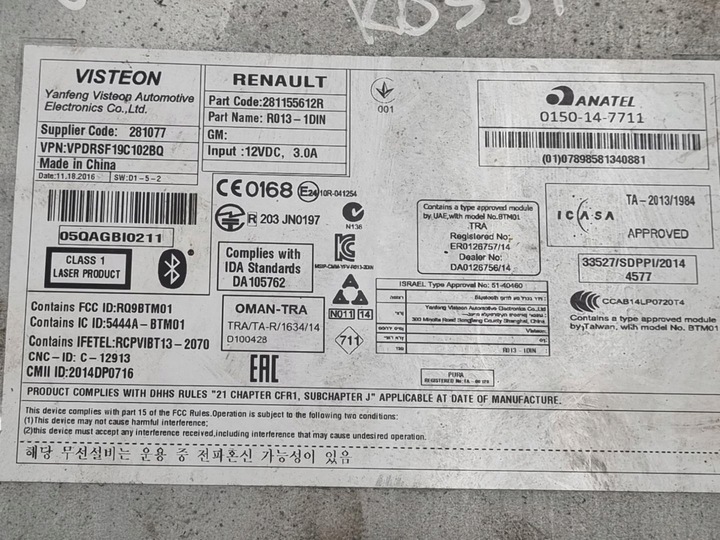 VISTEON
Yanfeng Visteon Automotive
Electronics Co.,Ltd.
Supplier Code: 281077
VPN:VPDRSF19C102BQ
Made in China
Date:11.18.2016 SW:D1-5-2
05QAGBI0211
CLASS 1
LASER PRODUCT
Contains FCC ID:RQ9BTM01
Contains IC ID:5444A-BTM01
Contains IFETEL:RCPVIBT13-2070
CNC-ID: C-12913
CMII ID:2014DP0716
RENAULT
Part Code:281155612R
Part Name: R013-1DIN
GM:
Input :12VDC, 3.0A
CE0168 E24 10R-041254
R 203 JN0197
N136
Complies with
IDA Standards
DA105762
OMAN-TRA
TRA/TA-R/1634/14
D100428
EAC
001
Contains a type approved module
by UAE,with model No.BTM01
TRA
Registered No:
ER0126757/14
Dealer No:
DA0126756/14
N011 14
711
ISRAEL Type Approval No: 51-40460
Yanfeng Visteon Automotive Electronics Co.,Ltd
R013-1DIN
ANATEL
0150-14-7711
(01)07898581340881
ICASA
TA-2013/1984
APPROVED
33527/SDPPI/2014
4577
CCAB14LP0720T4
Contains a type approved module
by Taiwan, with model No. BTM01
PRODUCT COMPLIES WITH DHHS RULES "21 CHAPTER CFR1, SUBCHAPTER J" APPLICABLE AT DATE OF MANUFACTURE.
This device complies with part 15 of the FCC Rules.Operation is subject to the following two conditions:
(1)This device may not cause harmful interference;
(2)this device must accept any interference received,including interference that may cause undesired operation.
해당 무선설비는 운용 중 전파혼신 가능성이 있음